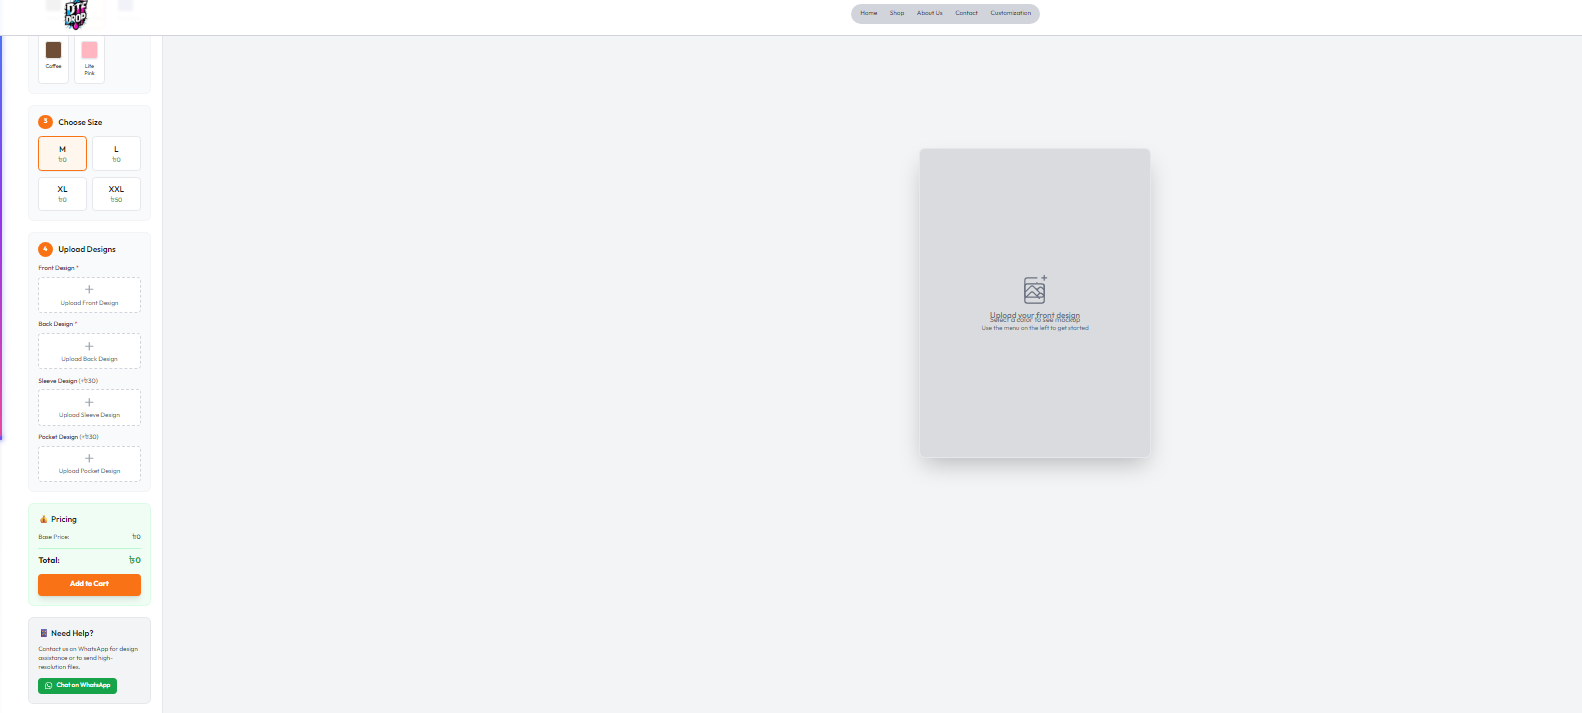 DTF
DROP
Home Shop About Us Contact Customization
Coffee
Lite
Pink
3 Choose Size
M L
৳0 ৳0
XL XXL
৳0 ৳50
4 Upload Designs
Front Design *
Upload Front Design
Back Design *
Upload Back Design
Sleeve Design (+৳30)
Upload Sleeve Design
Pocket Design (+৳30)
Upload Pocket Design
Pricing
Base Price: ৳0
Total: ৳0
Add to Cart
Need Help?
Contact us on WhatsApp for design
assistance or to send high-
resolution files.
Chat on WhatsApp
Upload your front design
Select a color to see mockup
Use the menu on the left to get started